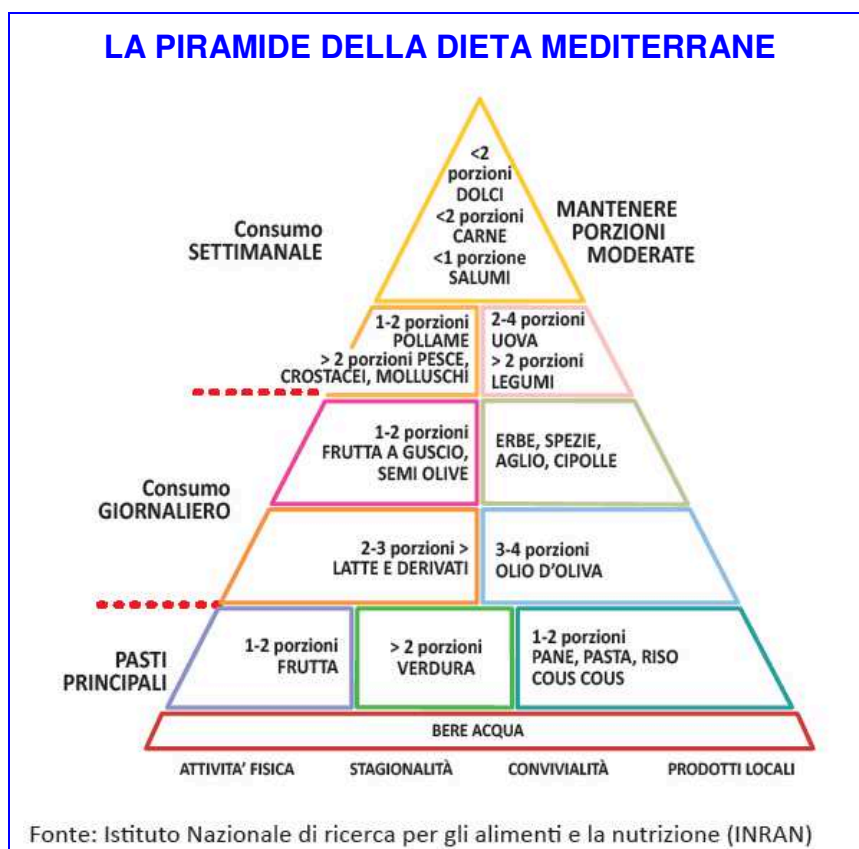 LA PIRAMIDE DELLA DIETA MEDITERRANE
<2
porzioni
DOLCI
<2 porzioni
CARNE
<1 porzione
SALUMI
Consumo
SETTIMANALE
MANTENERE
PORZIONI
MODERATE
1-2 porzioni
POLLAME
> 2 porzioni PESCE,
CROSTACEI, MOLLUSCHI
2-4 porzioni
UOVA
> 2 porzioni
LEGUMI
Consumo
GIORNALIERO
1-2 porzioni
FRUTTA A GUSCIO,
SEMI OLIVE
ERBE, SPEZIE,
AGLIO, CIPOLLE
2-3 porzioni >
LATTE E DERIVATI
3-4 porzioni
OLIO D'OLIVA
PASTI
PRINCIPALI
1-2 porzioni
FRUTTA
> 2 porzioni
VERDURA
1-2 porzioni
PANE, PASTA, RISO
COUS COUS
BERE ACQUA
ATTIVITA' FISICA
STAGIONALITÀ
CONVIVIALITÀ
PRODOTTI LOCALI
Fonte: Istituto Nazionale di ricerca per gli alimenti e la nutrizione (INRAN)